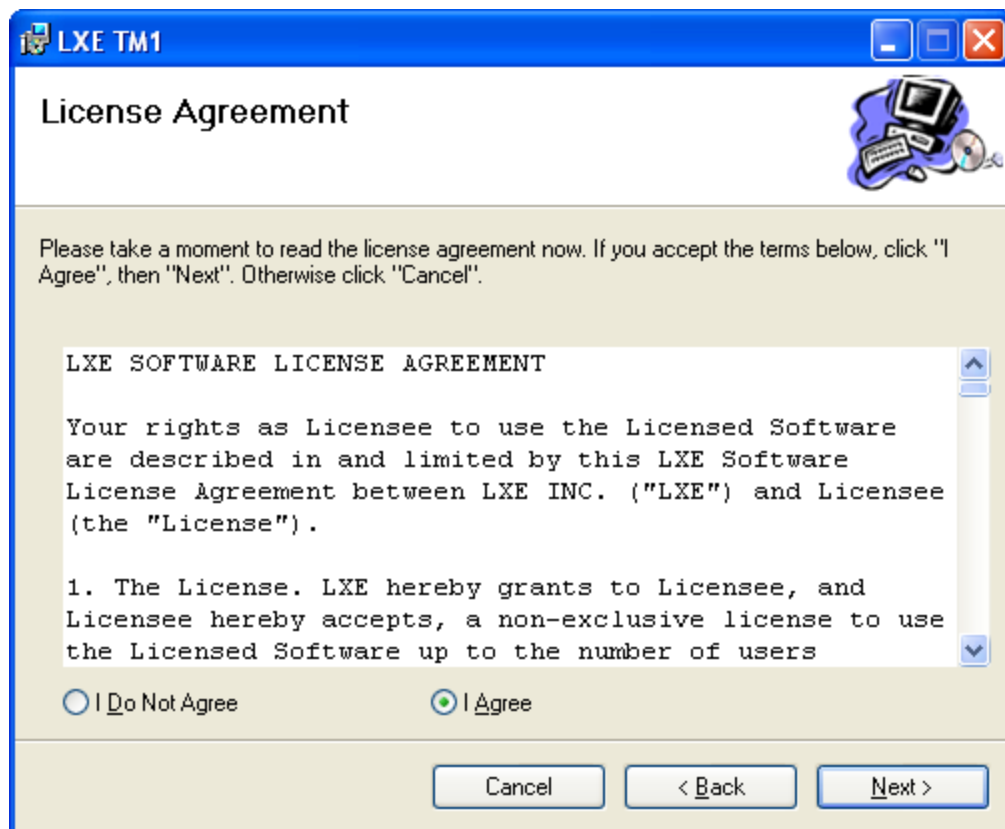 LXE TM1
License Agreement
Please take a moment to read the license agreement now. If you accept the terms below, click "I
Agree", then "Next". Otherwise click "Cancel".
LXE SOFTWARE LICENSE AGREEMENT
Your rights as Licensee to use the Licensed Software
are described in and limited by this LXE Software
License Agreement between LXE INC. ("LXE") and Licensee
(the "License").
1. The License. LXE hereby grants to Licensee, and
Licensee hereby accepts, a non-exclusive license to use
the Licensed Software up to the number of users
I Do Not Agree
I Agree
Cancel
< Back
Next >